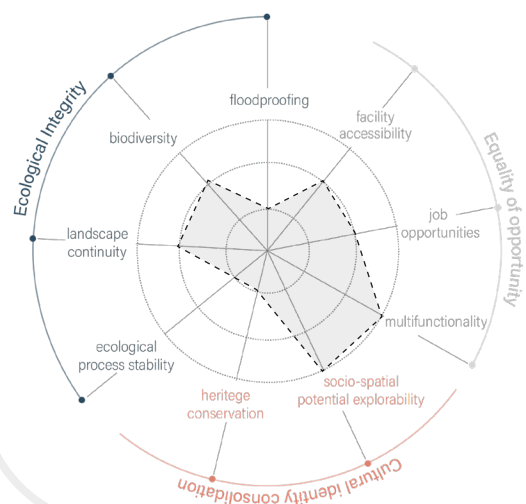 Ecological Integrity
floodproofing
biodiversity
facility
accessibility
Equality of opportunity
landscape
continuity
job
opportunities
multifunctionality
ecological
process stability
heritege
conservation
socio-spatial
potential explorability
Cultural identity consolidation